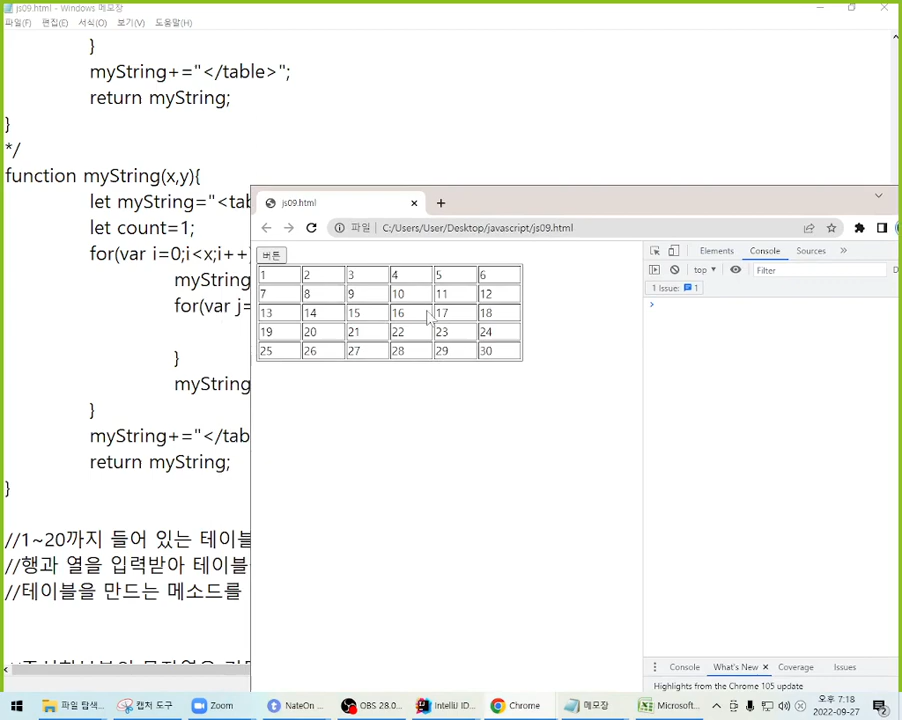 js09.html - Windows 메모장
파일(F) 편집(E) 서식(O) 보기(V) 도움말(H)
}
myString+="</table>";
return myString;
}
*/
function myString(x,y){
let myString="<tab
let count=1;
for(var i=0;i<x;i++
myString
for(var j=
}
myString
}
myString+="</tab
return myString;
}
//1~20까지 들어 있는 테이블
//행과 열을 입력받아 테이블
//테이블을 만드는 메소드를
js09.html
파일 C:/Users/User/Desktop/javascript/js09.html
버튼
1 2 3 4 5 6
7 8 9 10 11 12
13 14 15 16 17 18
19 20 21 22 23 24
25 26 27 28 29 30
Elements Console Sources
top Filter D
1 Issue: 1
Console What's New Coverage Issues
Highlights from the Chrome 105 update
파일 탐색... 캡처 도구 Zoom NateOn ... OBS 28.0... IntelliJ ID... Chrome 메모장 Microsoft...
오후 7:18
2022-09-27
2